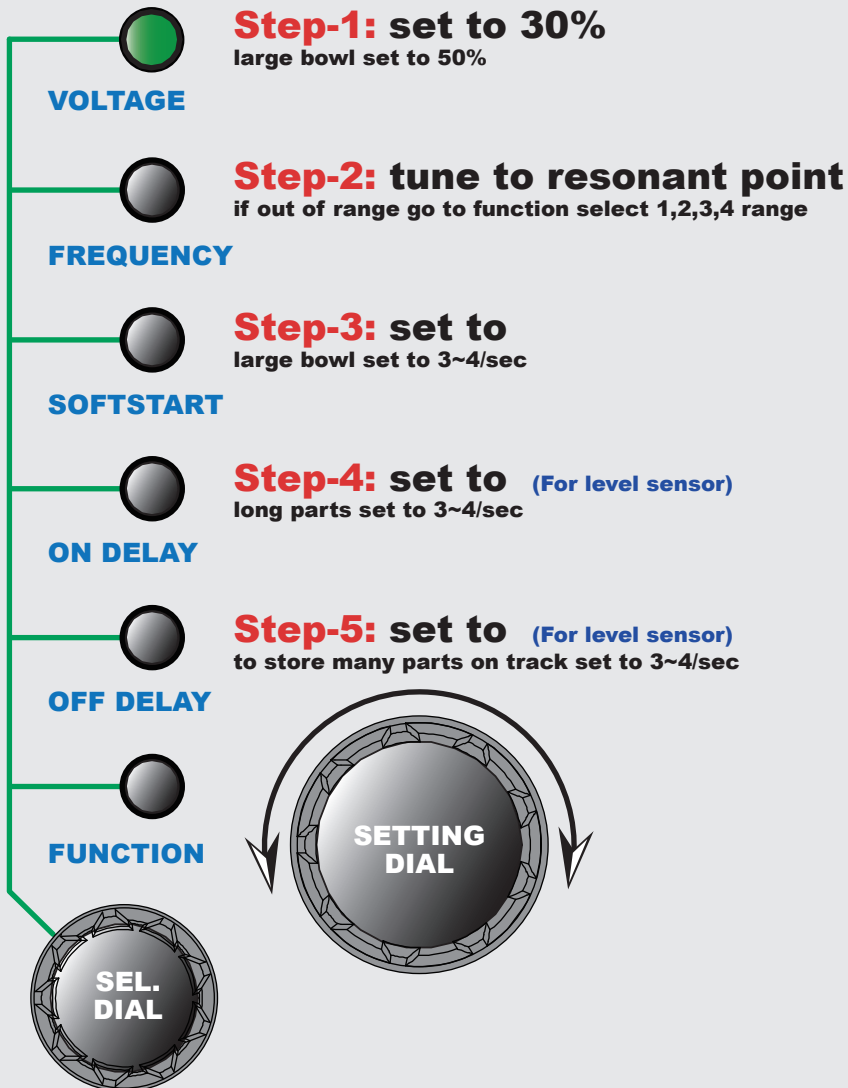 Step-1: set to 30%
large bowl set to 50%
VOLTAGE
Step-2: tune to resonant point
if out of range go to function select 1,2,3,4 range
FREQUENCY
Step-3: set to
large bowl set to 3~4/sec
SOFTSTART
Step-4: set to (For level sensor)
long parts set to 3~4/sec
ON DELAY
Step-5: set to (For level sensor)
to store many parts on track set to 3~4/sec
OFF DELAY
FUNCTION
SETTING
DIAL
SEL.
DIAL